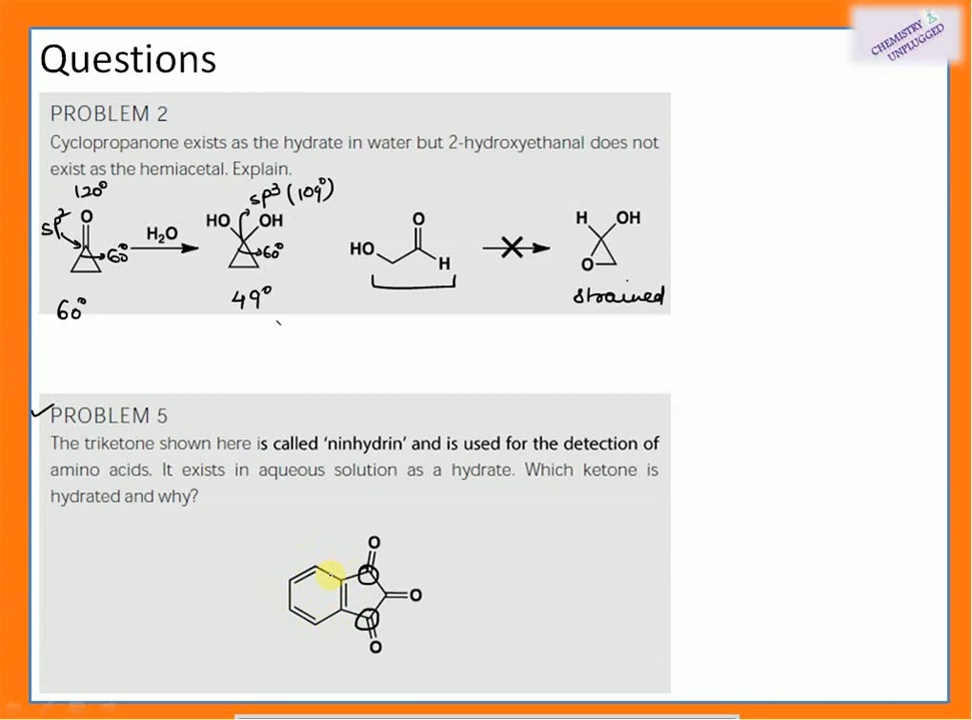 CHEMISTRY
UNPLUGGED
Questions
PROBLEM 2
Cyclopropanone exists as the hydrate in water but 2-hydroxyethanal does not
exist as the hemiacetal. Explain.
120°
sp³ (109°)
sp²
O
HO
OH
H₂O
60°
60°
O
HO
H
H
OH
O
60°
49°
strained
PROBLEM 5
The triketone shown here is called ‘ninhydrin’ and is used for the detection of
amino acids. It exists in aqueous solution as a hydrate. Which ketone is
hydrated and why?
O
O
O